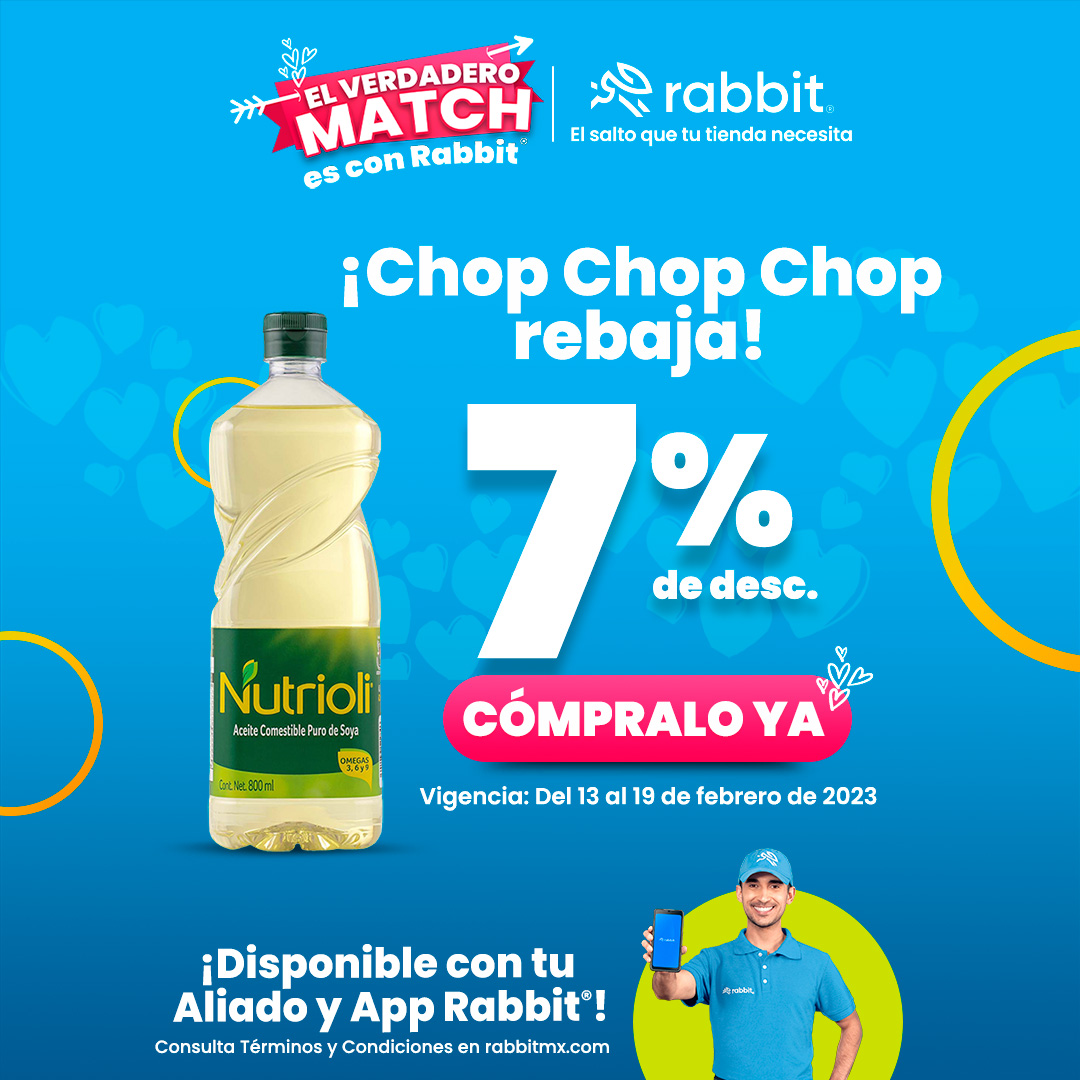 EL VERDADERO
MATCH
es con Rabbit®
rabbit®
El salto que tu tienda necesita
¡Chop Chop Chop
rebaja!
7%
de desc.
Nutrioli®
Aceite Comestible Puro de Soya
OMEGAS
3, 6 y 9
Cont. Net. 800 ml
CÓMPRALO YA
Vigencia: Del 13 al 19 de febrero de 2023
rabbit
rabbit.
¡Disponible con tu
Aliado y App Rabbit®!
Consulta Términos y Condiciones en rabbitmx.com